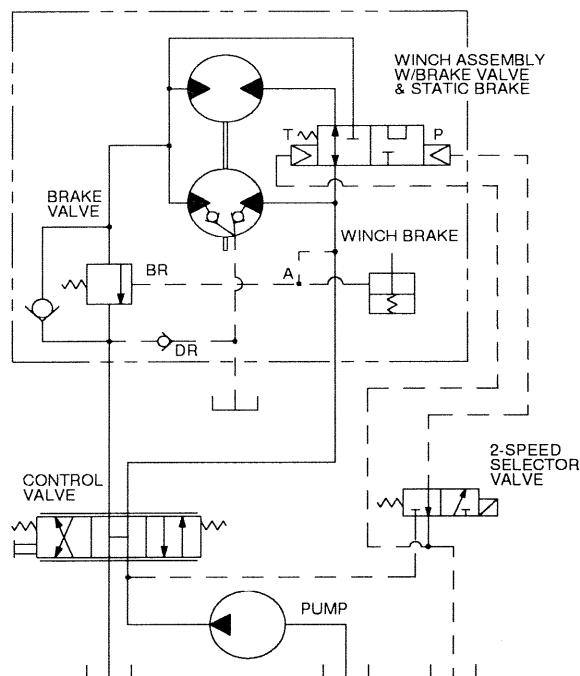 WINCH ASSEMBLY
W/BRAKE VALVE
& STATIC BRAKE
T
P
BRAKE
VALVE
WINCH BRAKE
BR
A
DR
2-SPEED
SELECTOR
VALVE
CONTROL
VALVE
PUMP